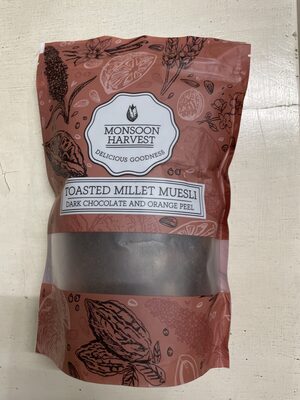 MONSOON
HARVEST
DELICIOUS GOODNESS
TOASTED MILLET MUESLI
DARK CHOCOLATE AND ORANGE PEEL